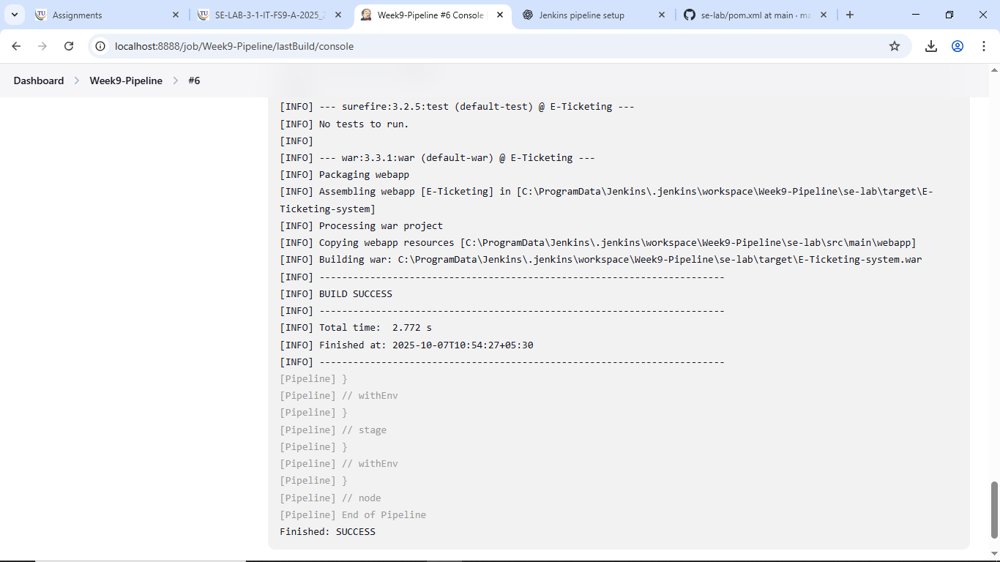 Assignments
SE-LAB-3-1-IT-FS9-A-2025_2
Week9-Pipeline #6 Console
Jenkins pipeline setup
se-lab/pom.xml at main · ma
localhost:8888/job/Week9-Pipeline/lastBuild/console
Dashboard > Week9-Pipeline > #6
[INFO] --- surefire:3.2.5:test (default-test) @ E-Ticketing ---
[INFO] No tests to run.
[INFO]
[INFO] --- war:3.3.1:war (default-war) @ E-Ticketing ---
[INFO] Packaging webapp
[INFO] Assembling webapp [E-Ticketing] in [C:\ProgramData\Jenkins\.jenkins\workspace\Week9-Pipeline\se-lab\target\E-
Ticketing-system]
[INFO] Processing war project
[INFO] Copying webapp resources [C:\ProgramData\Jenkins\.jenkins\workspace\Week9-Pipeline\se-lab\src\main\webapp]
[INFO] Building war: C:\ProgramData\Jenkins\.jenkins\workspace\Week9-Pipeline\se-lab\target\E-Ticketing-system.war
[INFO] ------------------------------------------------------------------------
[INFO] BUILD SUCCESS
[INFO] ------------------------------------------------------------------------
[INFO] Total time:  2.772 s
[INFO] Finished at: 2025-10-07T10:54:27+05:30
[INFO] ------------------------------------------------------------------------
[Pipeline] }
[Pipeline] // withEnv
[Pipeline] }
[Pipeline] // stage
[Pipeline] }
[Pipeline] // withEnv
[Pipeline] }
[Pipeline] // node
[Pipeline] End of Pipeline
Finished: SUCCESS